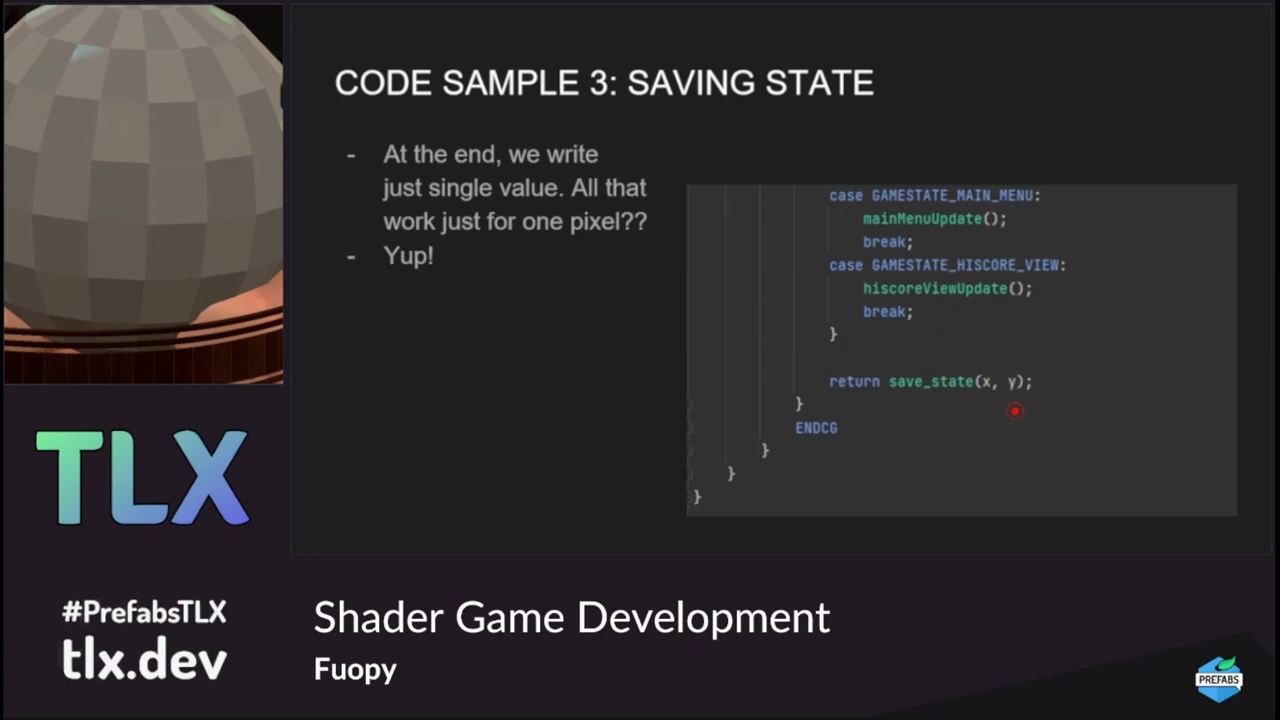 CODE SAMPLE 3: SAVING STATE
- At the end, we write
just single value. All that
work just for one pixel??
- Yup!
case GAMESTATE_MAIN_MENU:
mainMenuUpdate();
break;
case GAMESTATE_HISCORE_VIEW:
hiscoreViewUpdate();
break;
}
return save_state(x, y);
}
ENDCG
}
}
}
TLX
#PrefabsTLX
tlx.dev
Shader Game Development
Fuopy
PREFABS